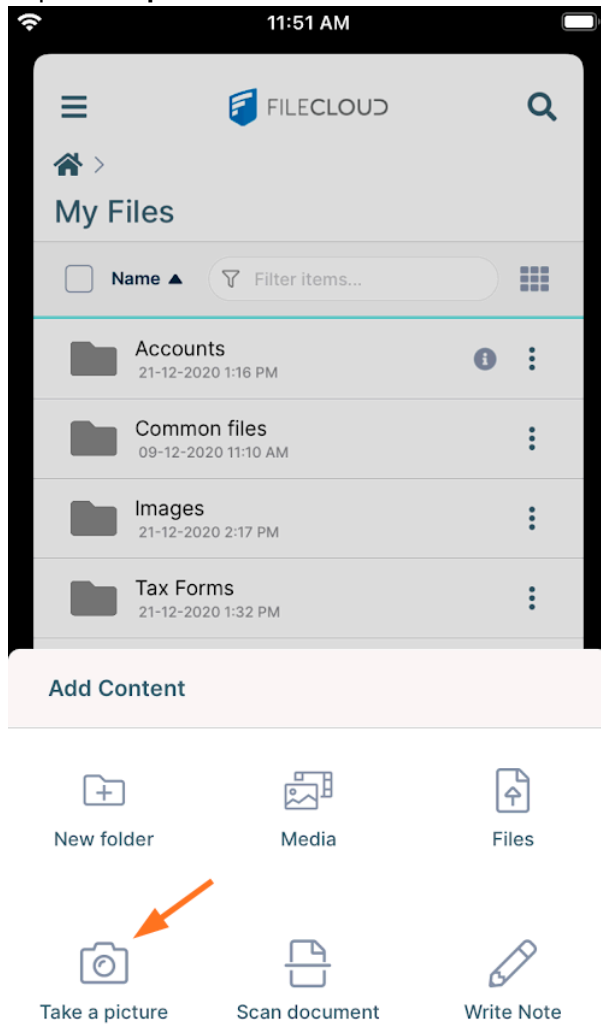 11:51 AM
FILECLOUD
My Files
Name ▲ Filter items...
Accounts
21-12-2020 1:16 PM
Common files
09-12-2020 11:10 AM
Images
21-12-2020 2:17 PM
Tax Forms
21-12-2020 1:32 PM
Add Content
New folder Media Files
Take a picture Scan document Write Note